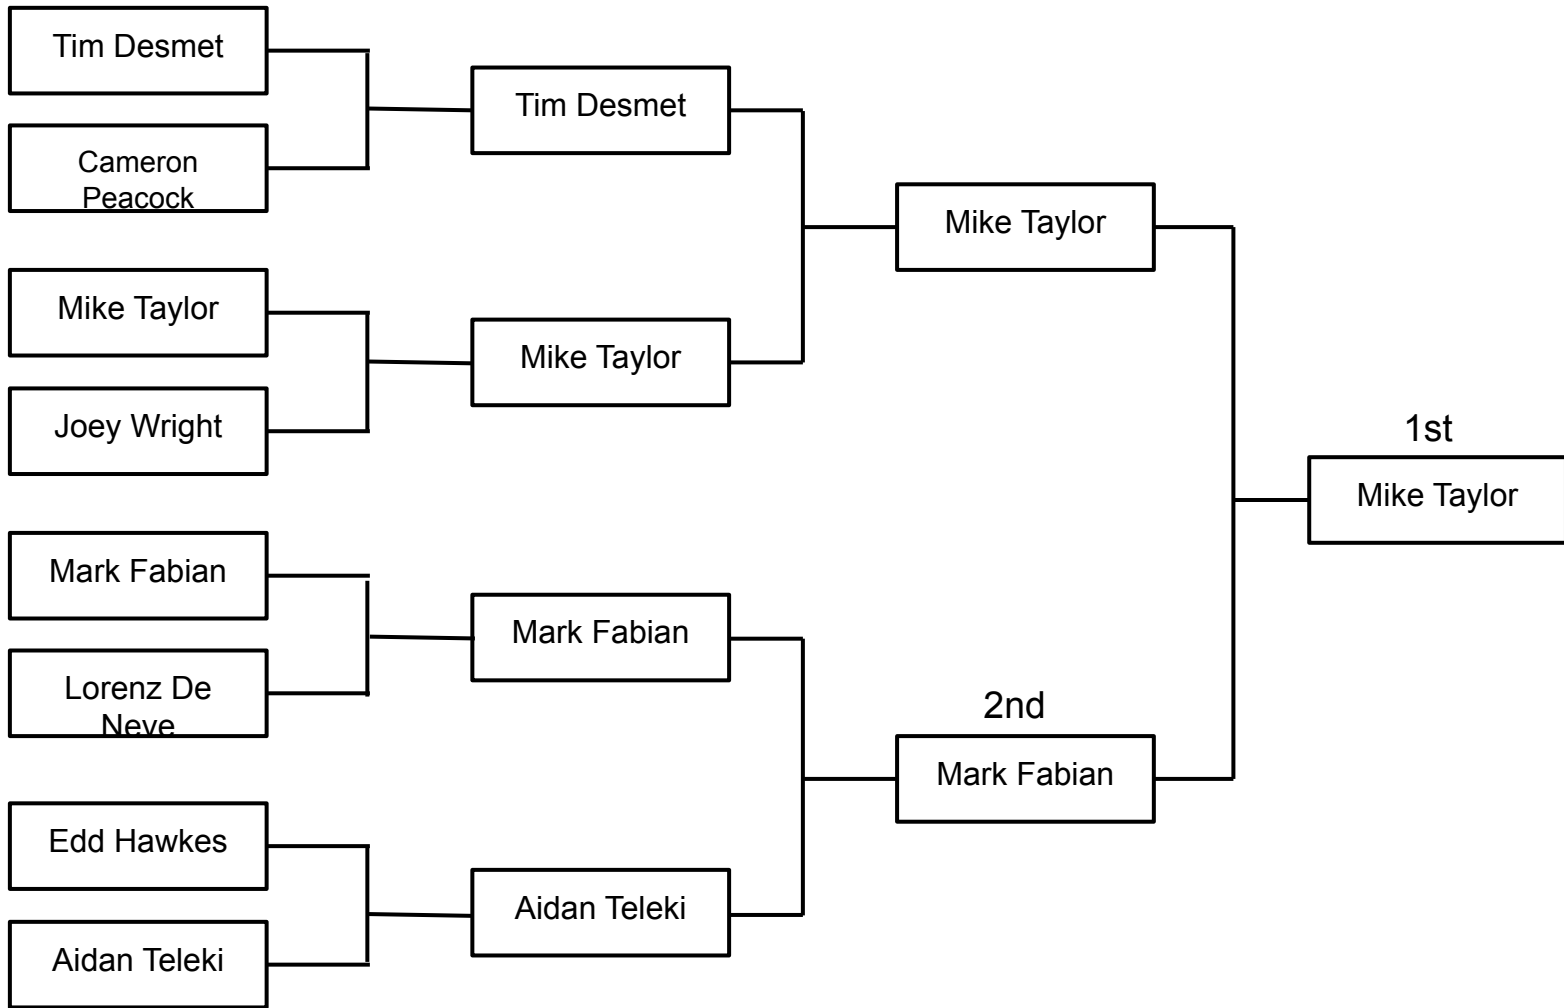 Tim Desmet
Cameron
Peacock
Mike Taylor
Joey Wright
Mark Fabian
Lorenz De
Neve
Edd Hawkes
Aidan Teleki
Tim Desmet
Mike Taylor
Mark Fabian
Aidan Teleki
Mike Taylor
2nd
Mark Fabian
1st
Mike Taylor